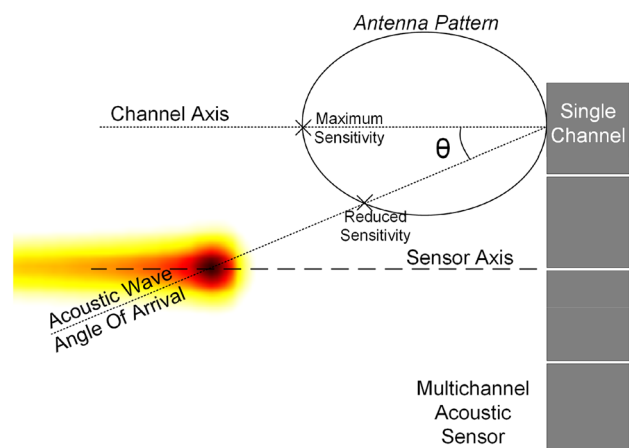 Antenna Pattern
Channel Axis
Maximum
Sensitivity
Single
Channel
θ
Reduced
Sensitivity
Sensor Axis
Acoustic Wave
Angle Of Arrival
Multichannel
Acoustic
Sensor